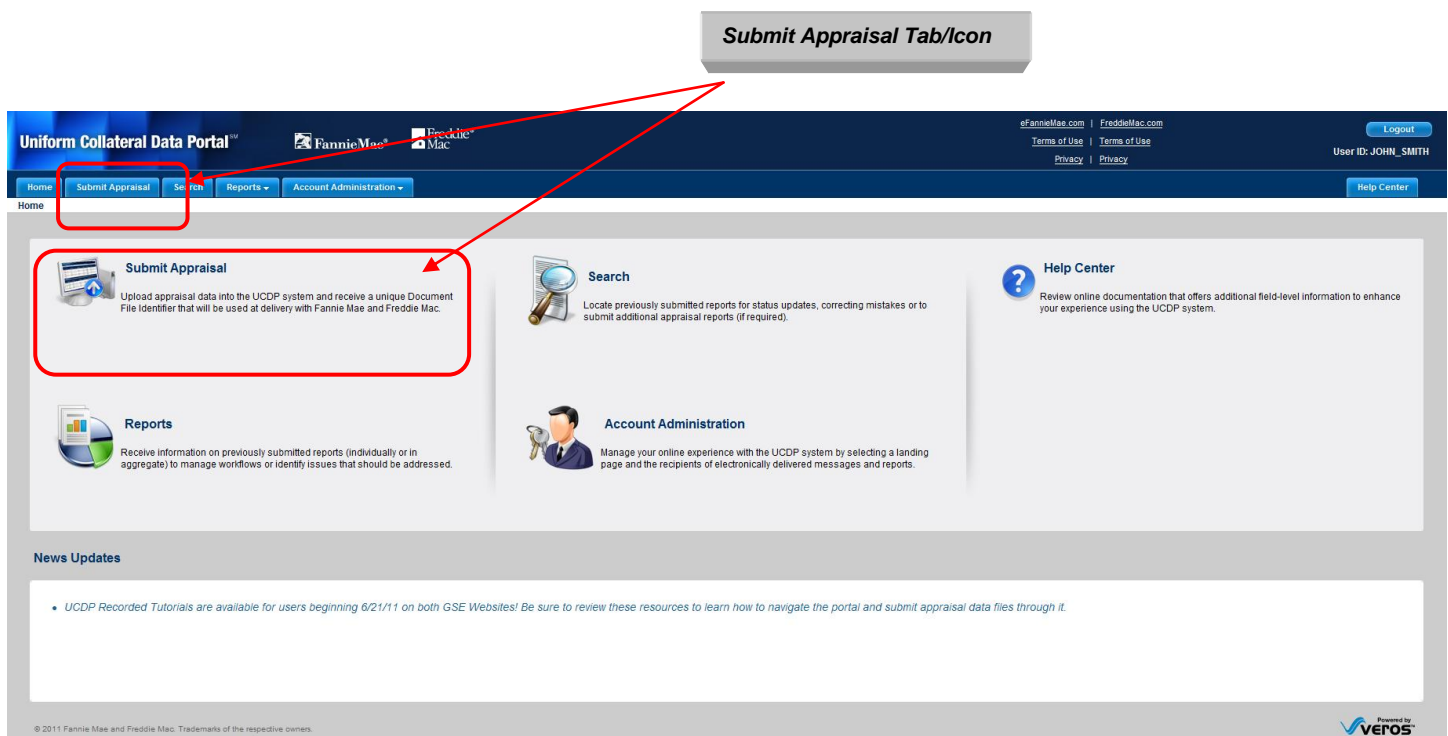 Submit Appraisal Tab/Icon
Uniform Collateral Data Portal℠
FannieMae®
Freddie Mac®
eFannieMae.com | FreddieMac.com
Terms of Use | Terms of Use
Privacy | Privacy
Logout
User ID: JOHN_SMITH
Home
Submit Appraisal
Search
Reports
Account Administration
Help Center
Home
Submit Appraisal
Upload appraisal data into the UCDP system and receive a unique Document
File Identifier that will be used at delivery with Fannie Mae and Freddie Mac.
Search
Locate previously submitted reports for status updates, correcting mistakes or to
submit additional appraisal reports (if required).
Help Center
Review online documentation that offers additional field-level information to enhance
your experience using the UCDP system.
Reports
Receive information on previously submitted reports (individually or in
aggregate) to manage workflows or identify issues that should be addressed.
Account Administration
Manage your online experience with the UCDP system by selecting a landing
page and the recipients of electronically delivered messages and reports.
News Updates
• UCDP Recorded Tutorials are available for users beginning 6/21/11 on both GSE Websites! Be sure to review these resources to learn how to navigate the portal and submit appraisal data files through it.
© 2011 Fannie Mae and Freddie Mac. Trademarks of the respective owners.
Powered by
veros™